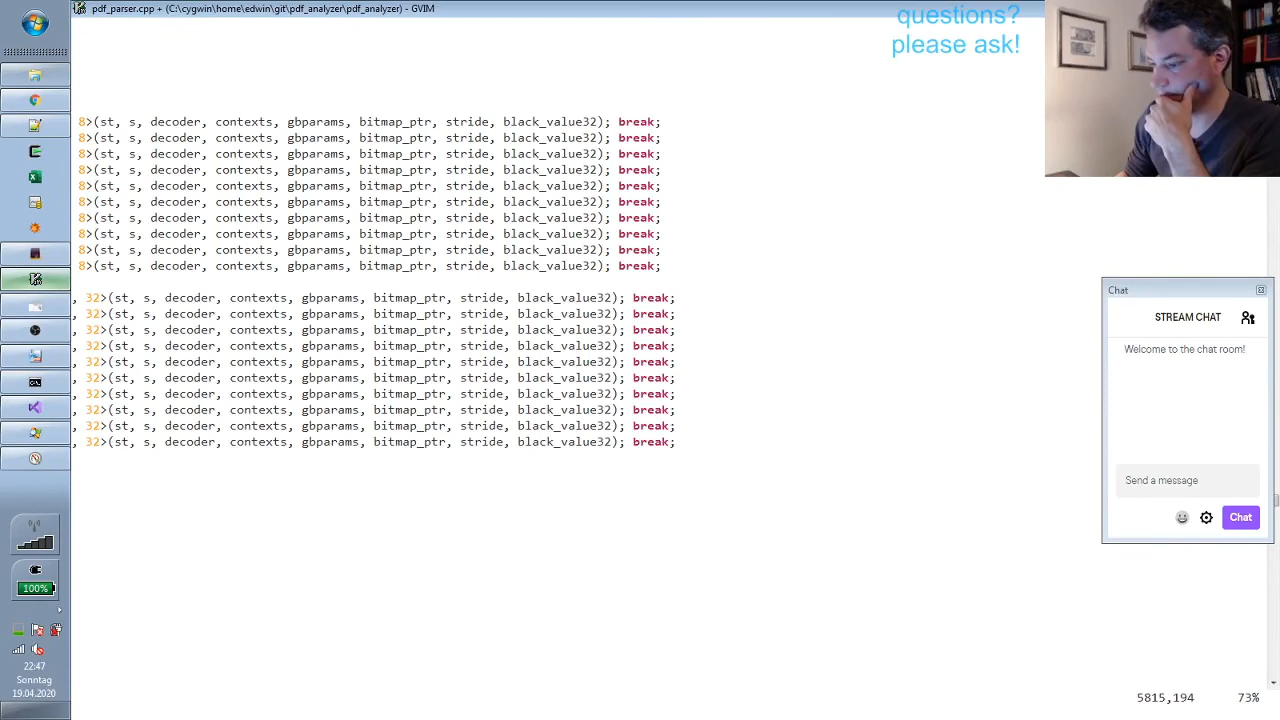 pdf_parser.cpp + (C:\cygwin\home\edwin\git\pdf_analyzer\pdf_analyzer) - GVIM
questions?
please ask!
8>(st, s, decoder, contexts, gbparams, bitmap_ptr, stride, black_value32); break;
8>(st, s, decoder, contexts, gbparams, bitmap_ptr, stride, black_value32); break;
8>(st, s, decoder, contexts, gbparams, bitmap_ptr, stride, black_value32); break;
8>(st, s, decoder, contexts, gbparams, bitmap_ptr, stride, black_value32); break;
8>(st, s, decoder, contexts, gbparams, bitmap_ptr, stride, black_value32); break;
8>(st, s, decoder, contexts, gbparams, bitmap_ptr, stride, black_value32); break;
8>(st, s, decoder, contexts, gbparams, bitmap_ptr, stride, black_value32); break;
8>(st, s, decoder, contexts, gbparams, bitmap_ptr, stride, black_value32); break;
8>(st, s, decoder, contexts, gbparams, bitmap_ptr, stride, black_value32); break;
8>(st, s, decoder, contexts, gbparams, bitmap_ptr, stride, black_value32); break;
, 32>(st, s, decoder, contexts, gbparams, bitmap_ptr, stride, black_value32); break;
, 32>(st, s, decoder, contexts, gbparams, bitmap_ptr, stride, black_value32); break;
, 32>(st, s, decoder, contexts, gbparams, bitmap_ptr, stride, black_value32); break;
, 32>(st, s, decoder, contexts, gbparams, bitmap_ptr, stride, black_value32); break;
, 32>(st, s, decoder, contexts, gbparams, bitmap_ptr, stride, black_value32); break;
, 32>(st, s, decoder, contexts, gbparams, bitmap_ptr, stride, black_value32); break;
, 32>(st, s, decoder, contexts, gbparams, bitmap_ptr, stride, black_value32); break;
, 32>(st, s, decoder, contexts, gbparams, bitmap_ptr, stride, black_value32); break;
, 32>(st, s, decoder, contexts, gbparams, bitmap_ptr, stride, black_value32); break;
, 32>(st, s, decoder, contexts, gbparams, bitmap_ptr, stride, black_value32); break;
Chat
STREAM CHAT
Welcome to the chat room!
Send a message
Chat
100%
22:47
Sonntag
19.04.2020
5815,194 73%